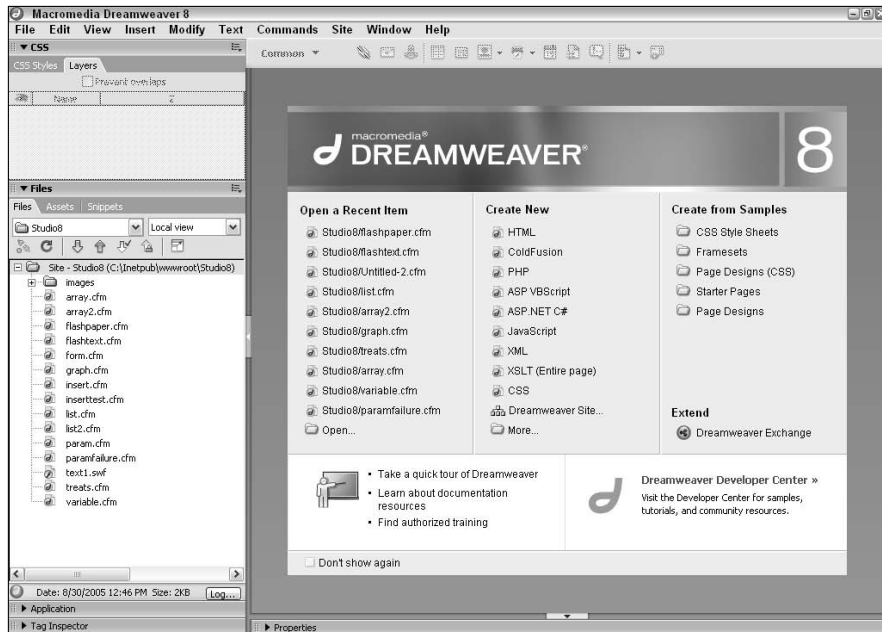 Macromedia Dreamweaver 8
File Edit View Insert Modify Text Commands Site Window Help
CSS
CSS Styles Layers
Prevent overlaps
Name Z
Common
Files
Files Assets Snippets
Studio8 Local view
Site - Studio8 (C:\Inetpub\wwwroot\Studio8)
images
array.cfm
array2.cfm
flashpaper.cfm
flashtext.cfm
form.cfm
graph.cfm
insert.cfm
inserttest.cfm
list.cfm
list2.cfm
param.cfm
paramfailure.cfm
text1.swf
treats.cfm
variable.cfm
Date: 8/30/2005 12:46 PM Size: 2KB Log...
Application
Tag Inspector
macromedia®
DREAMWEAVER® 8
Open a Recent Item
Studio8/flashpaper.cfm
Studio8/flashtext.cfm
Studio8/Untitled-2.cfm
Studio8/list.cfm
Studio8/array2.cfm
Studio8/graph.cfm
Studio8/treats.cfm
Studio8/array.cfm
Studio8/variable.cfm
Studio8/paramfailure.cfm
Open...
Create New
HTML
ColdFusion
PHP
ASP VBScript
ASP.NET C#
JavaScript
XML
XSLT (Entire page)
CSS
Dreamweaver Site...
More...
Create from Samples
CSS Style Sheets
Framesets
Page Designs (CSS)
Starter Pages
Page Designs
Extend
Dreamweaver Exchange
• Take a quick tour of Dreamweaver
• Learn about documentation
resources
• Find authorized training
Dreamweaver Developer Center »
Visit the Developer Center for samples,
tutorials, and community resources.
Don't show again
Properties